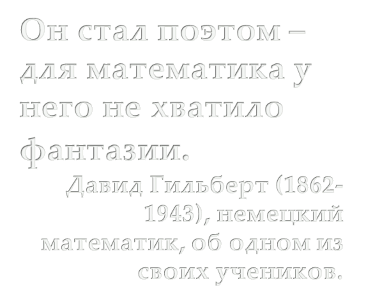 Он стал поэтом –
для математика у
него не хватило
фантазии.
Давид Гильберт (1862-
1943), немецкий
математик, об одном из
своих учеников.